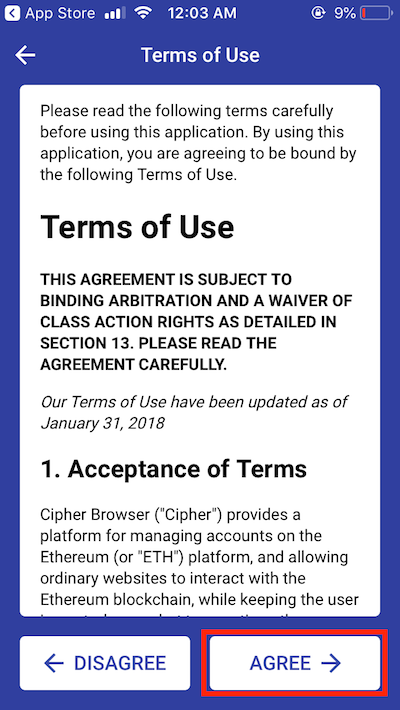 App Store 12:03 AM 9%
Terms of Use
Please read the following terms carefully
before using this application. By using this
application, you are agreeing to be bound by
the following Terms of Use.
Terms of Use
THIS AGREEMENT IS SUBJECT TO
BINDING ARBITRATION AND A WAIVER OF
CLASS ACTION RIGHTS AS DETAILED IN
SECTION 13. PLEASE READ THE
AGREEMENT CAREFULLY.
Our Terms of Use have been updated as of
January 31, 2018
1. Acceptance of Terms
Cipher Browser ("Cipher") provides a
platform for managing accounts on the
Ethereum (or "ETH") platform, and allowing
ordinary websites to interact with the
Ethereum blockchain, while keeping the user
← DISAGREE
AGREE →